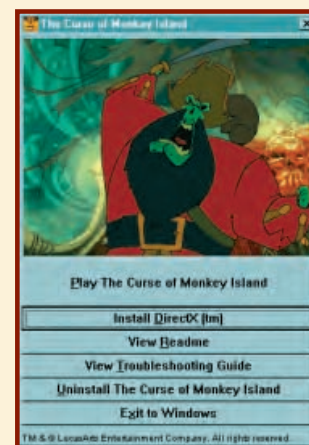 The Curse of Monkey Island
Play The Curse of Monkey Island
Install DirectX (tm)
View Readme
View Troubleshooting Guide
Uninstall The Curse of Monkey Island
Exit to Windows
TM & © LucasArts Entertainment Company. All rights reserved.